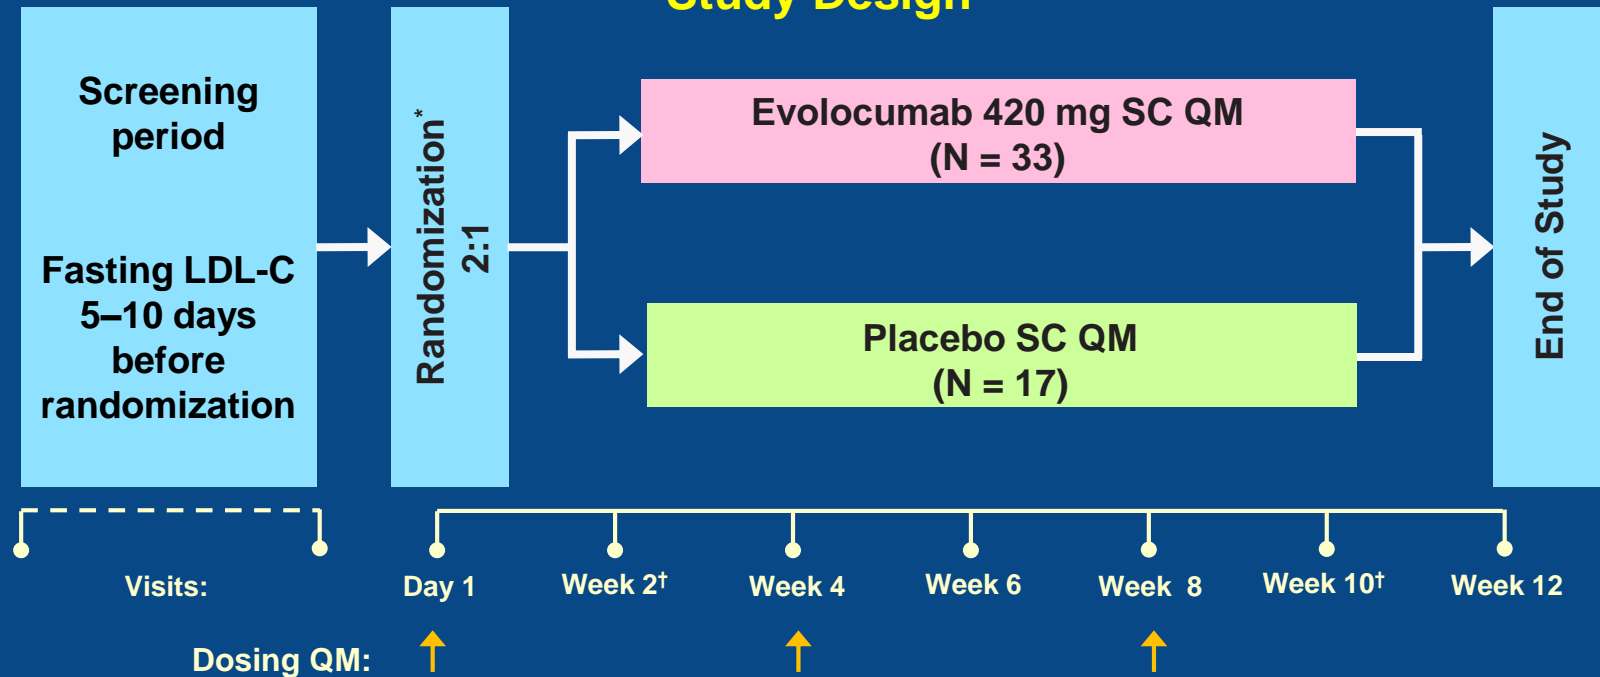 Study Design
Screening
period
Fasting LDL-C
5–10 days
before
randomization
Randomization*
2:1
Evolocumab 420 mg SC QM
(N = 33)
Placebo SC QM
(N = 17)
End of Study
Visits:
Day 1
Week 2†
Week 4
Week 6
Week 8
Week 10†
Week 12
Dosing QM: